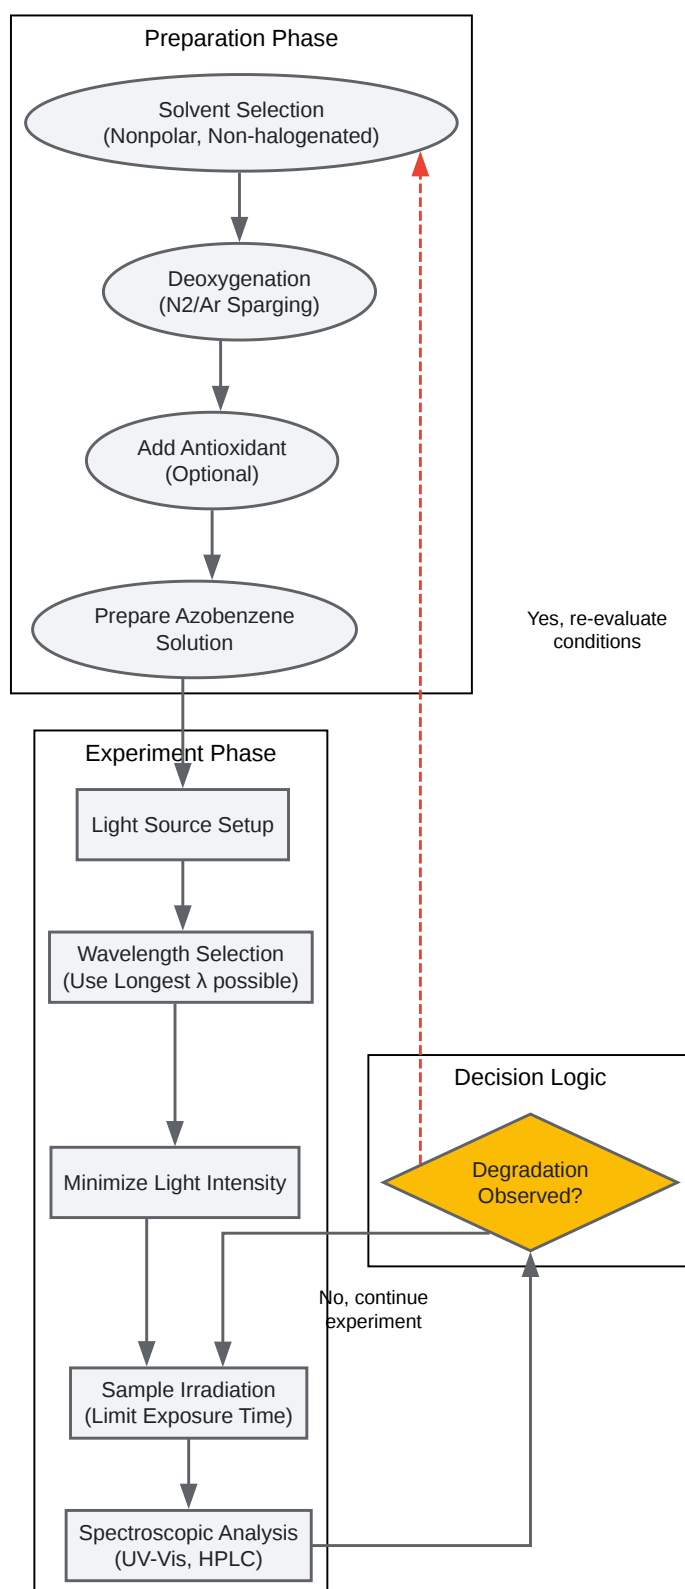 Preparation Phase
Solvent Selection
(Nonpolar, Non-halogenated)
Deoxygenation
(N2/Ar Sparging)
Add Antioxidant
(Optional)
Prepare Azobenzene
Solution
Yes, re-evaluate
conditions
Experiment Phase
Light Source Setup
Wavelength Selection
(Use Longest λ possible)
Decision Logic
Degradation
Observed?
Minimize Light Intensity
No, continue
experiment
Sample Irradiation
(Limit Exposure Time)
Spectroscopic Analysis
(UV-Vis, HPLC)